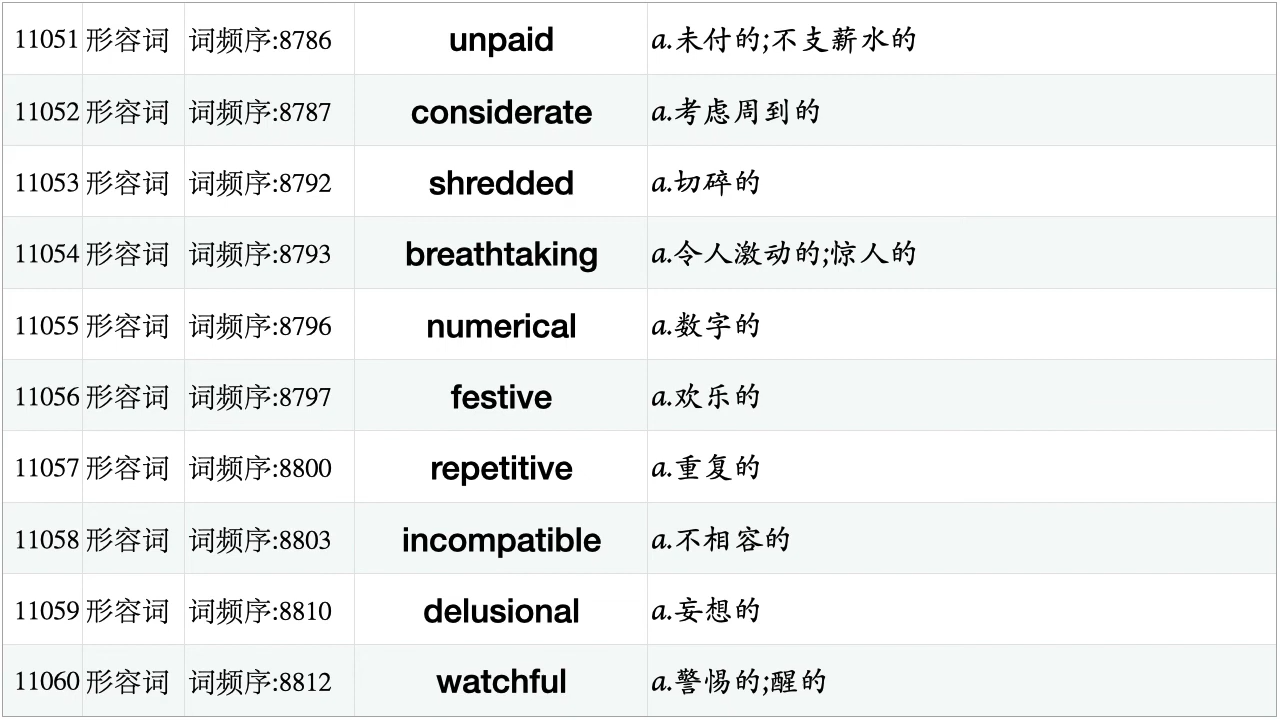 11051 形容词 词频序:8786 unpaid a.未付的;不支薪水的
11052 形容词 词频序:8787 considerate a.考虑周到的
11053 形容词 词频序:8792 shredded a.切碎的
11054 形容词 词频序:8793 breathtaking a.令人激动的;惊人的
11055 形容词 词频序:8796 numerical a.数字的
11056 形容词 词频序:8797 festive a.欢乐的
11057 形容词 词频序:8800 repetitive a.重复的
11058 形容词 词频序:8803 incompatible a.不相容的
11059 形容词 词频序:8810 delusional a.妄想的
11060 形容词 词频序:8812 watchful a.警惕的;醒的